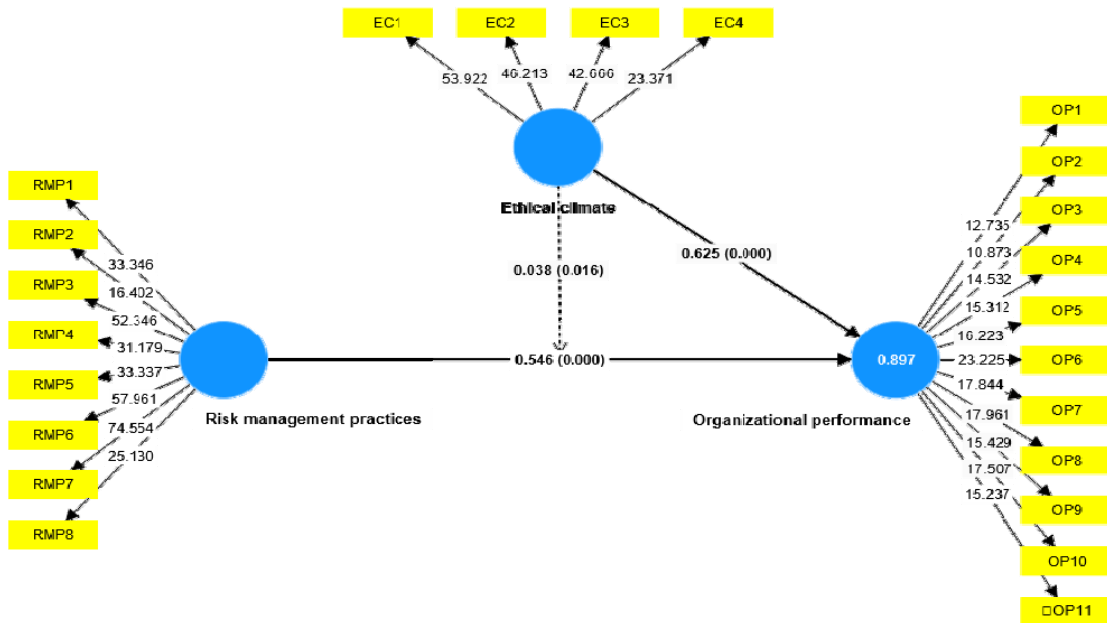 EC1
EC2
EC3
EC4
53.922
46.213
42.666
23.371
Ethical climate
0.038 (0.016)
0.625 (0.000)
RMP1
RMP2
RMP3
RMP4
RMP5
RMP6
RMP7
RMP8
33.346
16.402
52.346
31.179
33.337
57.961
74.554
25.130
Risk management practices
0.546 (0.000)
0.897
Organizational performance
12.735
10.873
14.532
15.312
16.223
23.225
17.844
17.961
15.429
17.507
15.237
OP1
OP2
OP3
OP4
OP5
OP6
OP7
OP8
OP9
OP10
□OP11